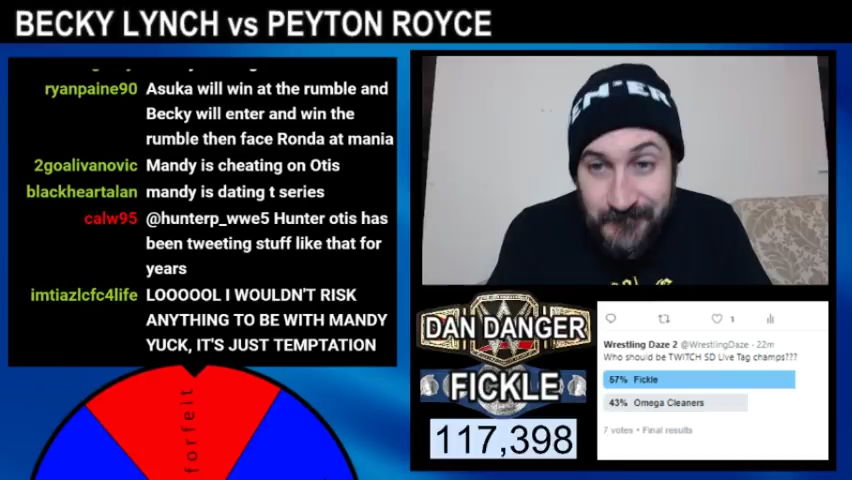 BECKY LYNCH vs PEYTON ROYCE
ryanpaine90 Asuka will win at the rumble and
Becky will enter and win the
rumble then face Ronda at mania
2goalivanovic Mandy is cheating on Otis
blackheartalan mandy is dating t series
calw95 @hunterp_wwe5 Hunter otis has
been tweeting stuff like that for
years
imtiazlcfc4life LOOOOOL I WOULDN'T RISK
ANYTHING TO BE WITH MANDY
YUCK, IT'S JUST TEMPTATION
forfeit
EN'ER
DAN DANGER
FICKLE
117,398
1
Wrestling Daze 2 @WrestlingDaze - 22m
Who should be TWITCH SD Live Tag champs???
57% Fickle
43% Omega Cleaners
7 votes • Final results